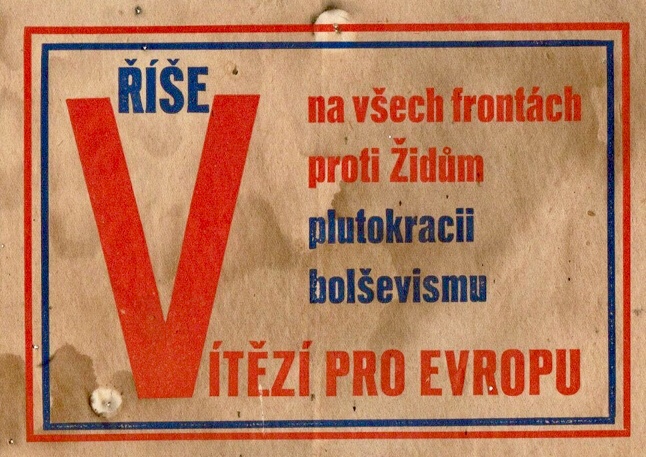 ŘÍŠE
na všech frontách
proti Židům
plutokracii
bolševismu
VÍTĚZÍ PRO EVROPU